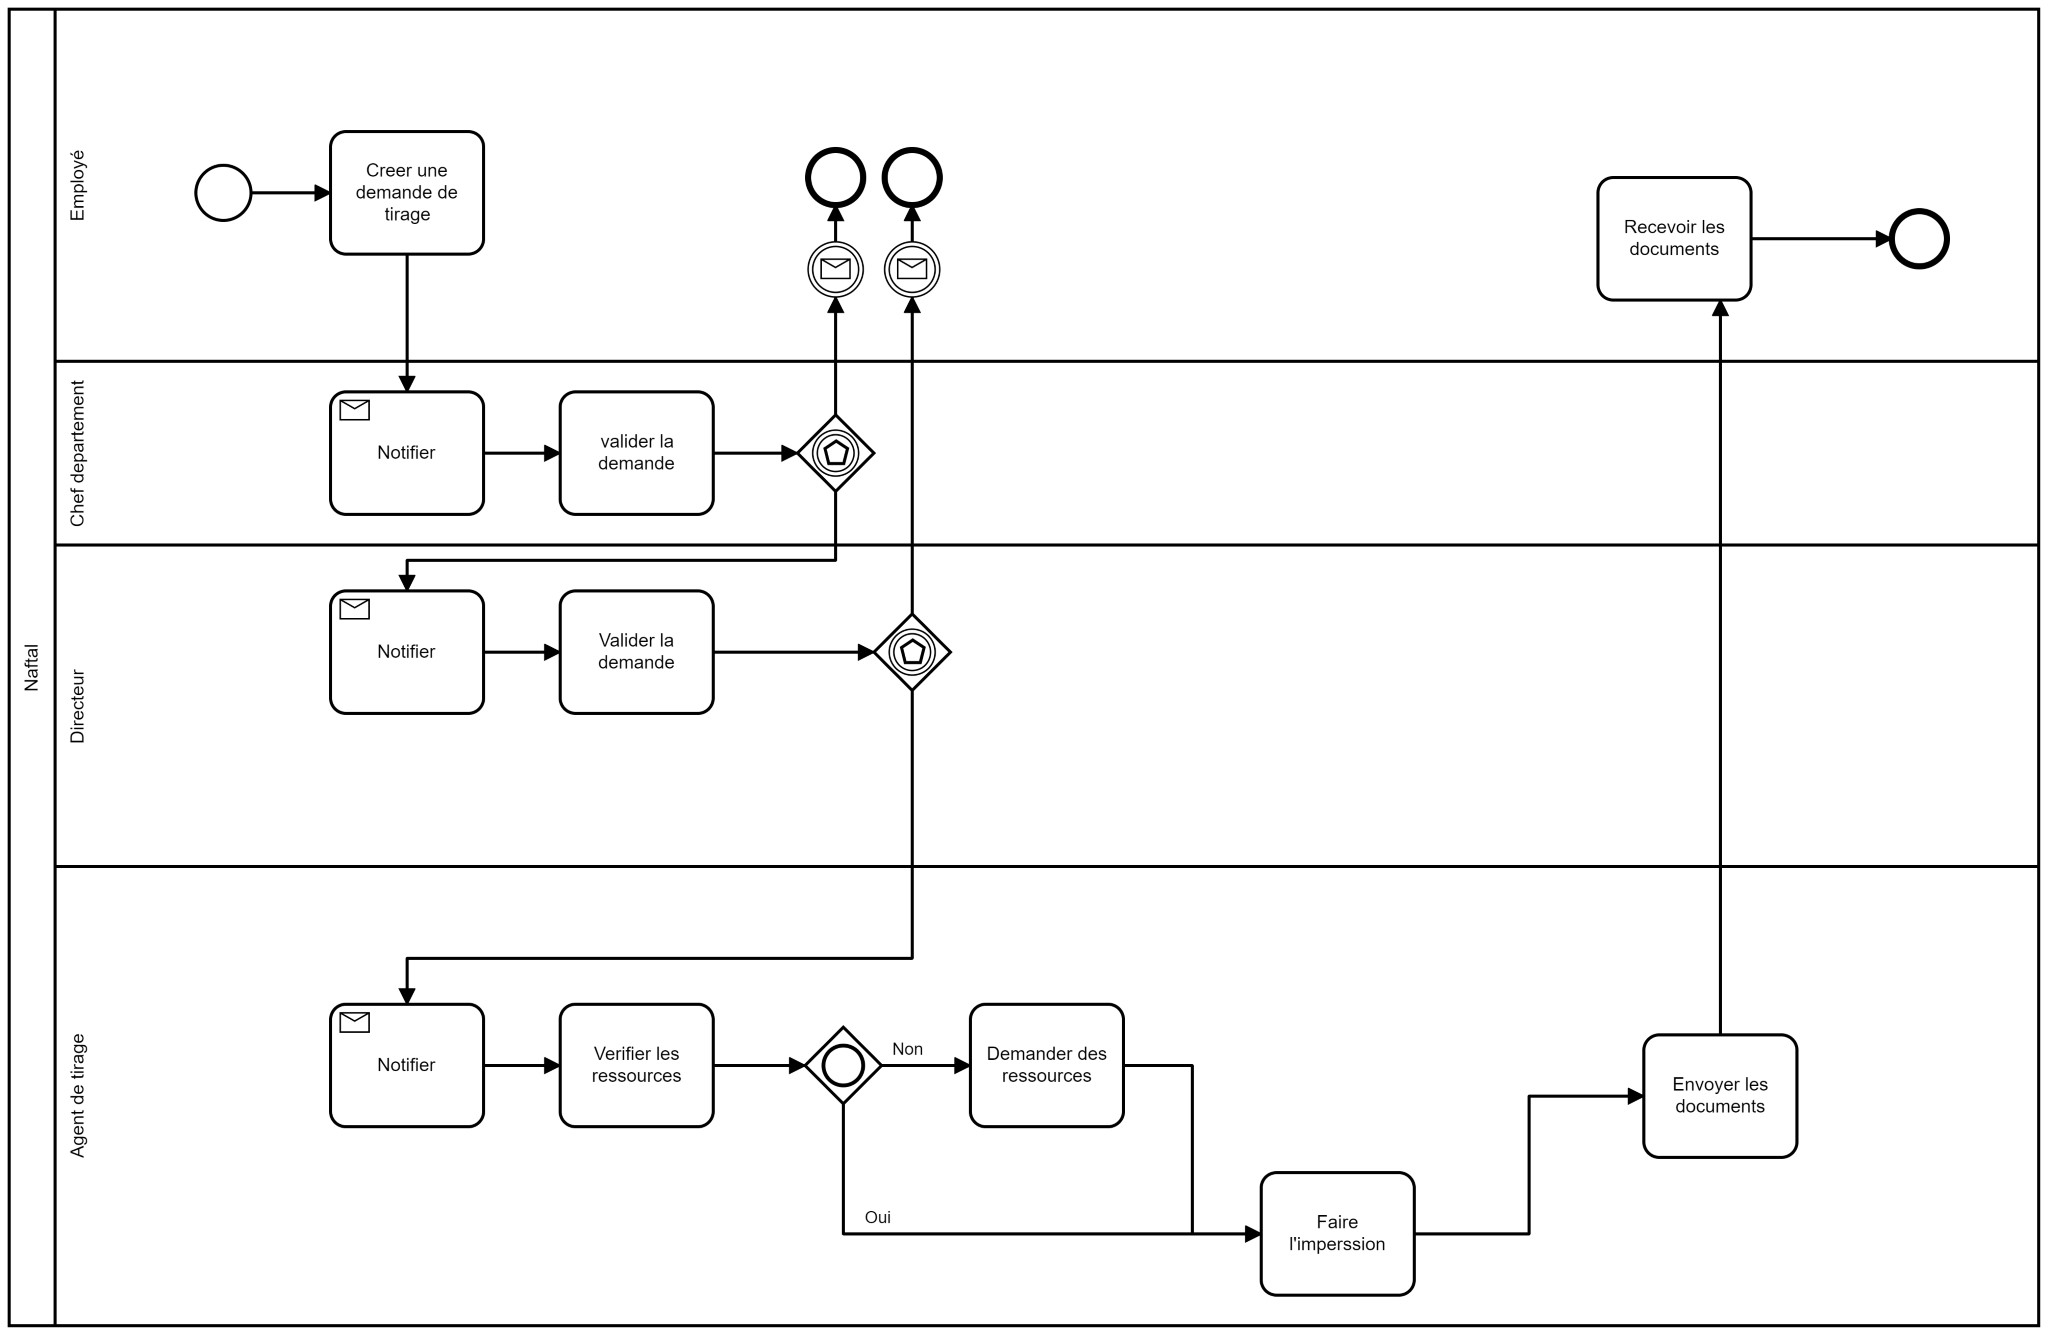 Naftal
Employé
Creer une
demande de
tirage
Recevoir les
documents
Chef departement
Notifier
valider la
demande
Directeur
Notifier
Valider la
demande
Agent de tirage
Notifier
Verifier les
ressources
Non
Demander des
ressources
Oui
Faire
l'imperssion
Envoyer les
documents